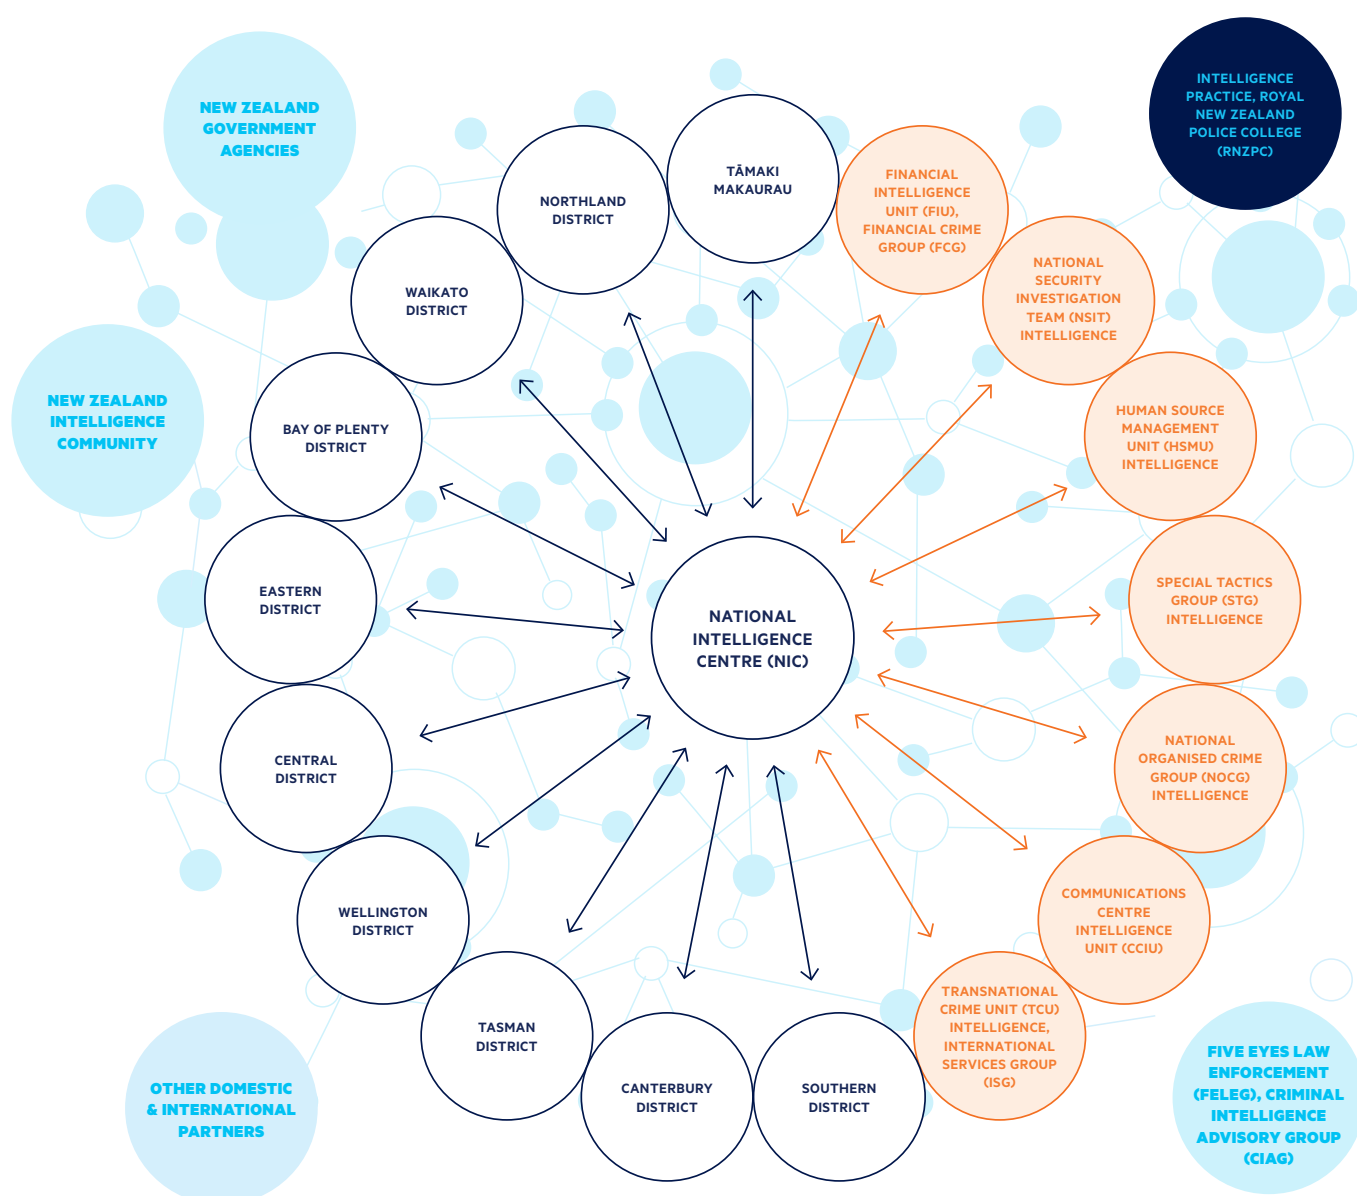 NEW ZEALAND
GOVERNMENT
AGENCIES
INTELLIGENCE
PRACTICE, ROYAL
NEW ZEALAND
POLICE COLLEGE
(RNZPC)
NEW ZEALAND
INTELLIGENCE
COMMUNITY
TĀMAKI
MAKAURAU
NORTHLAND
DISTRICT
WAIKATO
DISTRICT
BAY OF PLENTY
DISTRICT
EASTERN
DISTRICT
CENTRAL
DISTRICT
WELLINGTON
DISTRICT
TASMAN
DISTRICT
CANTERBURY
DISTRICT
SOUTHERN
DISTRICT
NATIONAL
INTELLIGENCE
CENTRE (NIC)
FINANCIAL
INTELLIGENCE
UNIT (FIU),
FINANCIAL CRIME
GROUP (FCG)
NATIONAL
SECURITY
INVESTIGATION
TEAM (NSIT)
INTELLIGENCE
HUMAN SOURCE
MANAGEMENT
UNIT (HSMU)
INTELLIGENCE
SPECIAL TACTICS
GROUP (STG)
INTELLIGENCE
NATIONAL
ORGANISED CRIME
GROUP (NOCG)
INTELLIGENCE
COMMUNICATIONS
CENTRE
INTELLIGENCE
UNIT (CCIU)
TRANSNATIONAL
CRIME UNIT (TCU)
INTELLIGENCE,
INTERNATIONAL
SERVICES GROUP
(ISG)
OTHER DOMESTIC
& INTERNATIONAL
PARTNERS
FIVE EYES LAW
ENFORCEMENT
(FELEG), CRIMINAL
INTELLIGENCE
ADVISORY GROUP
(CIAG)